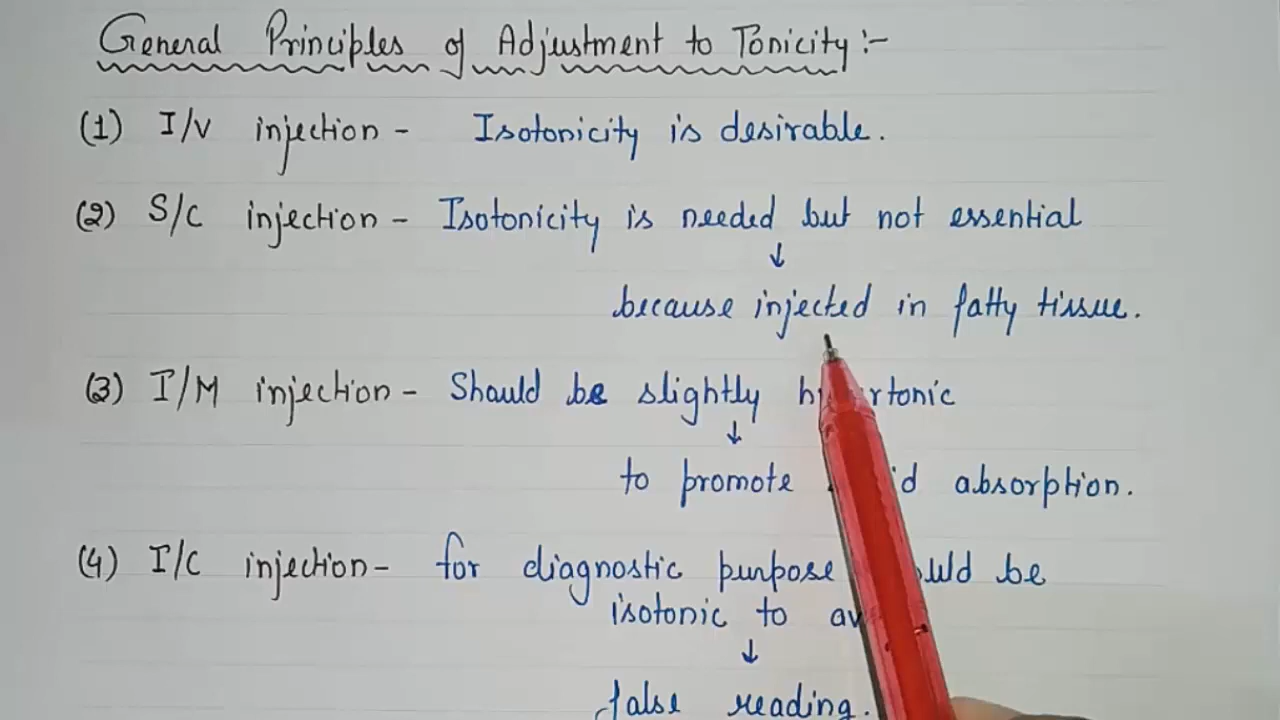 General Principles of Adjustment to Tonicity :-
(1) I/V injection - Isotonicity is desirable.
(2) S/C injection - Isotonicity is needed but not essential
↓
because injected in fatty tissue.
(3) I/M injection - Should be slightly
↓
to promote absorption.
(4) I/C injection - for diagnostic purpose be
isotonic to
↓
false reading.